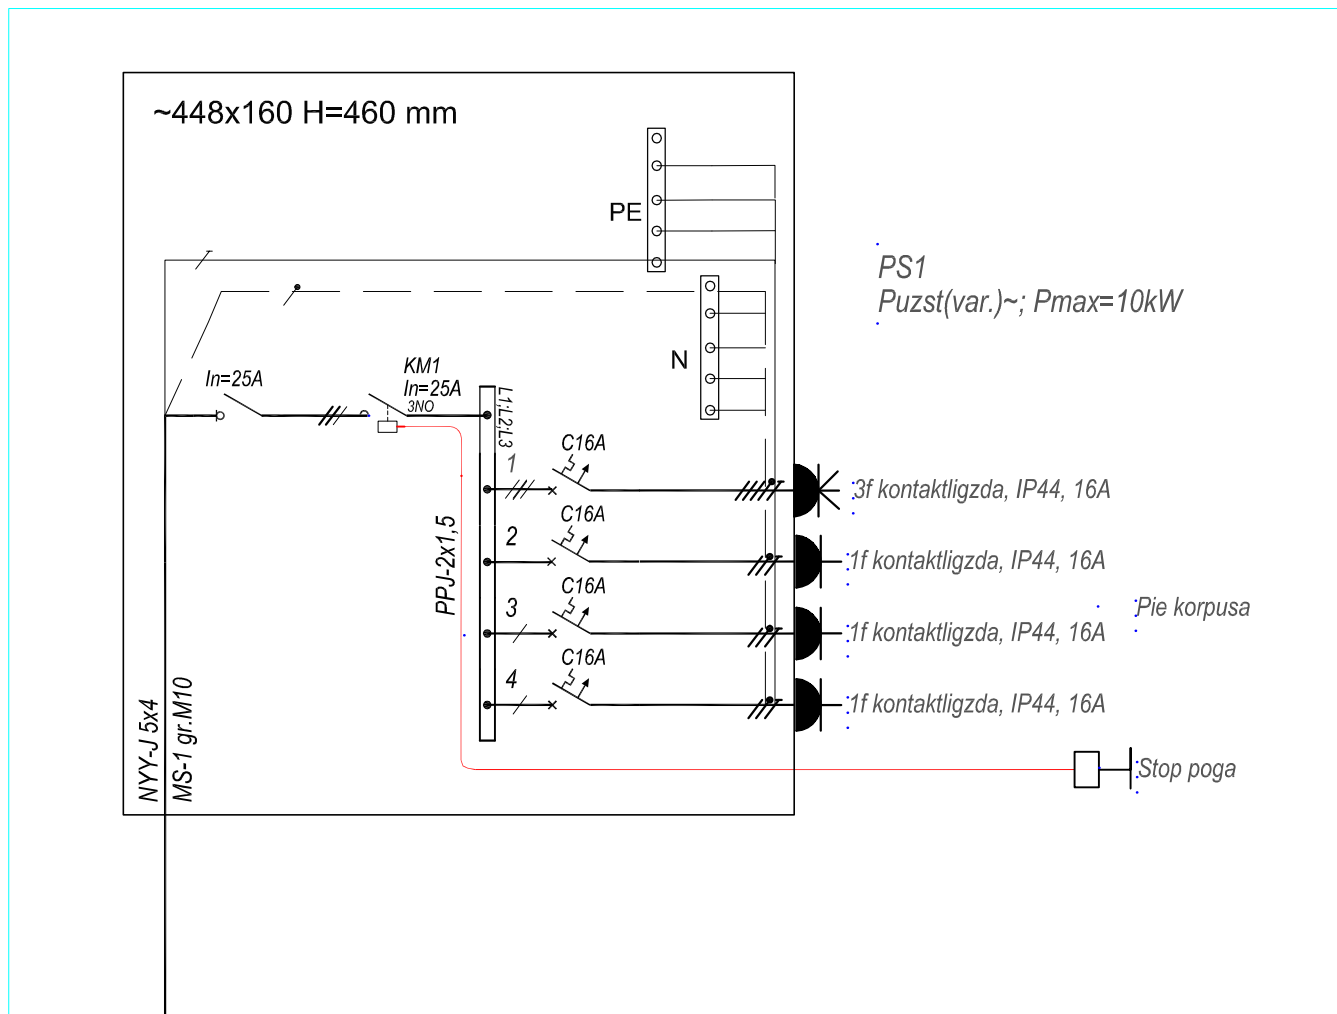 ~448x160 H=460 mm
PE
PS1
Puzst(var.)~; Pmax=10kW
N
In=25A
KM1
In=25A
3NO
L1;L2;L3
1
C16A
3f kontaktligzda, IP44, 16A
2
C16A
1f kontaktligzda, IP44, 16A
PPJ-2x1,5
3
C16A
1f kontaktligzda, IP44, 16A
Pie korpusa
4
C16A
1f kontaktligzda, IP44, 16A
NYY-J 5x4
MS-1 gr.M10
Stop poga